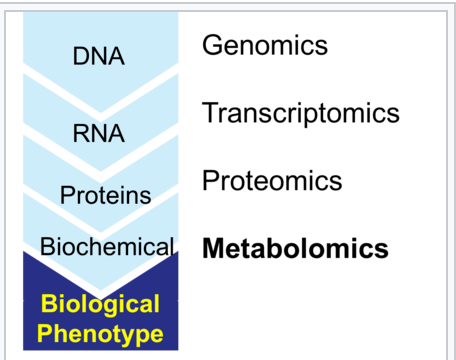 DNA Genomics
RNA Transcriptomics
Proteins Proteomics
Biochemical Metabolomics
Biological
Phenotype